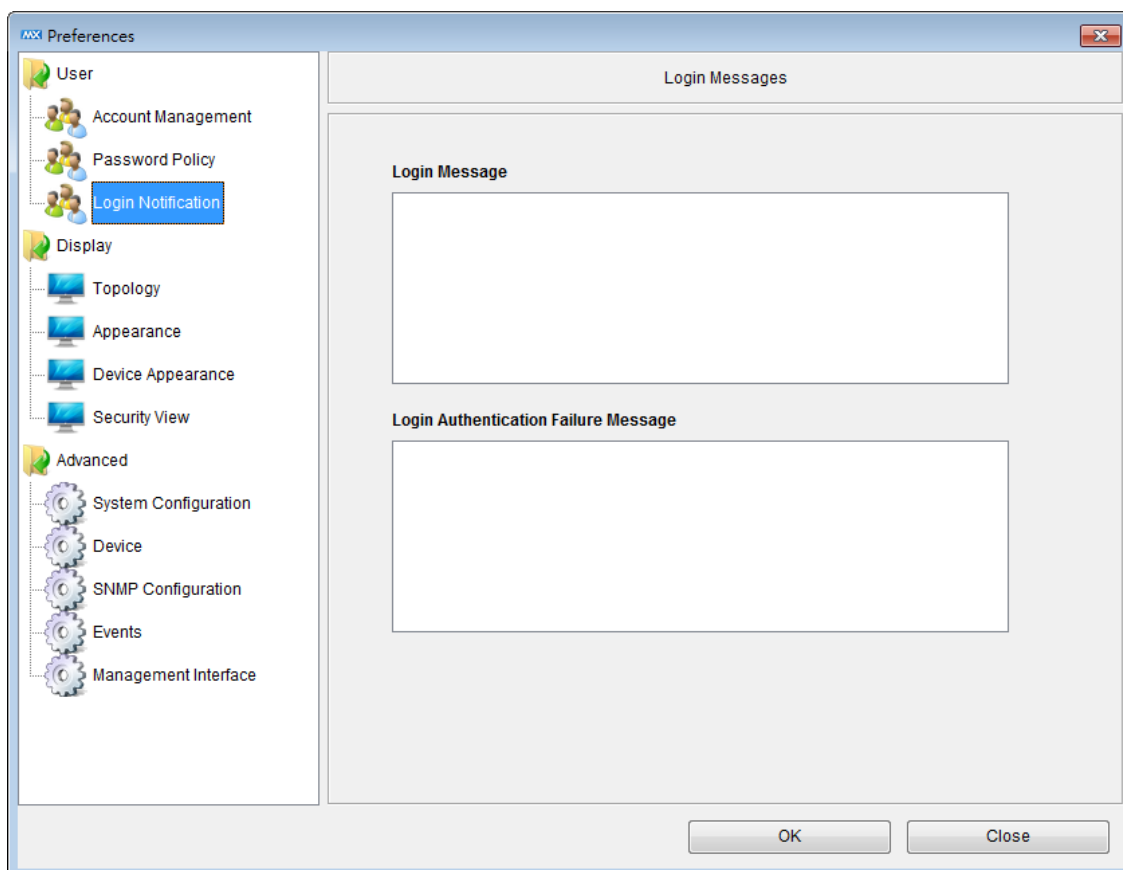 MX Preferences
User
Account Management
Password Policy
Login Notification
Display
Topology
Appearance
Device Appearance
Security View
Advanced
System Configuration
Device
SNMP Configuration
Events
Management Interface
Login Messages
Login Message
Login Authentication Failure Message
OK
Close